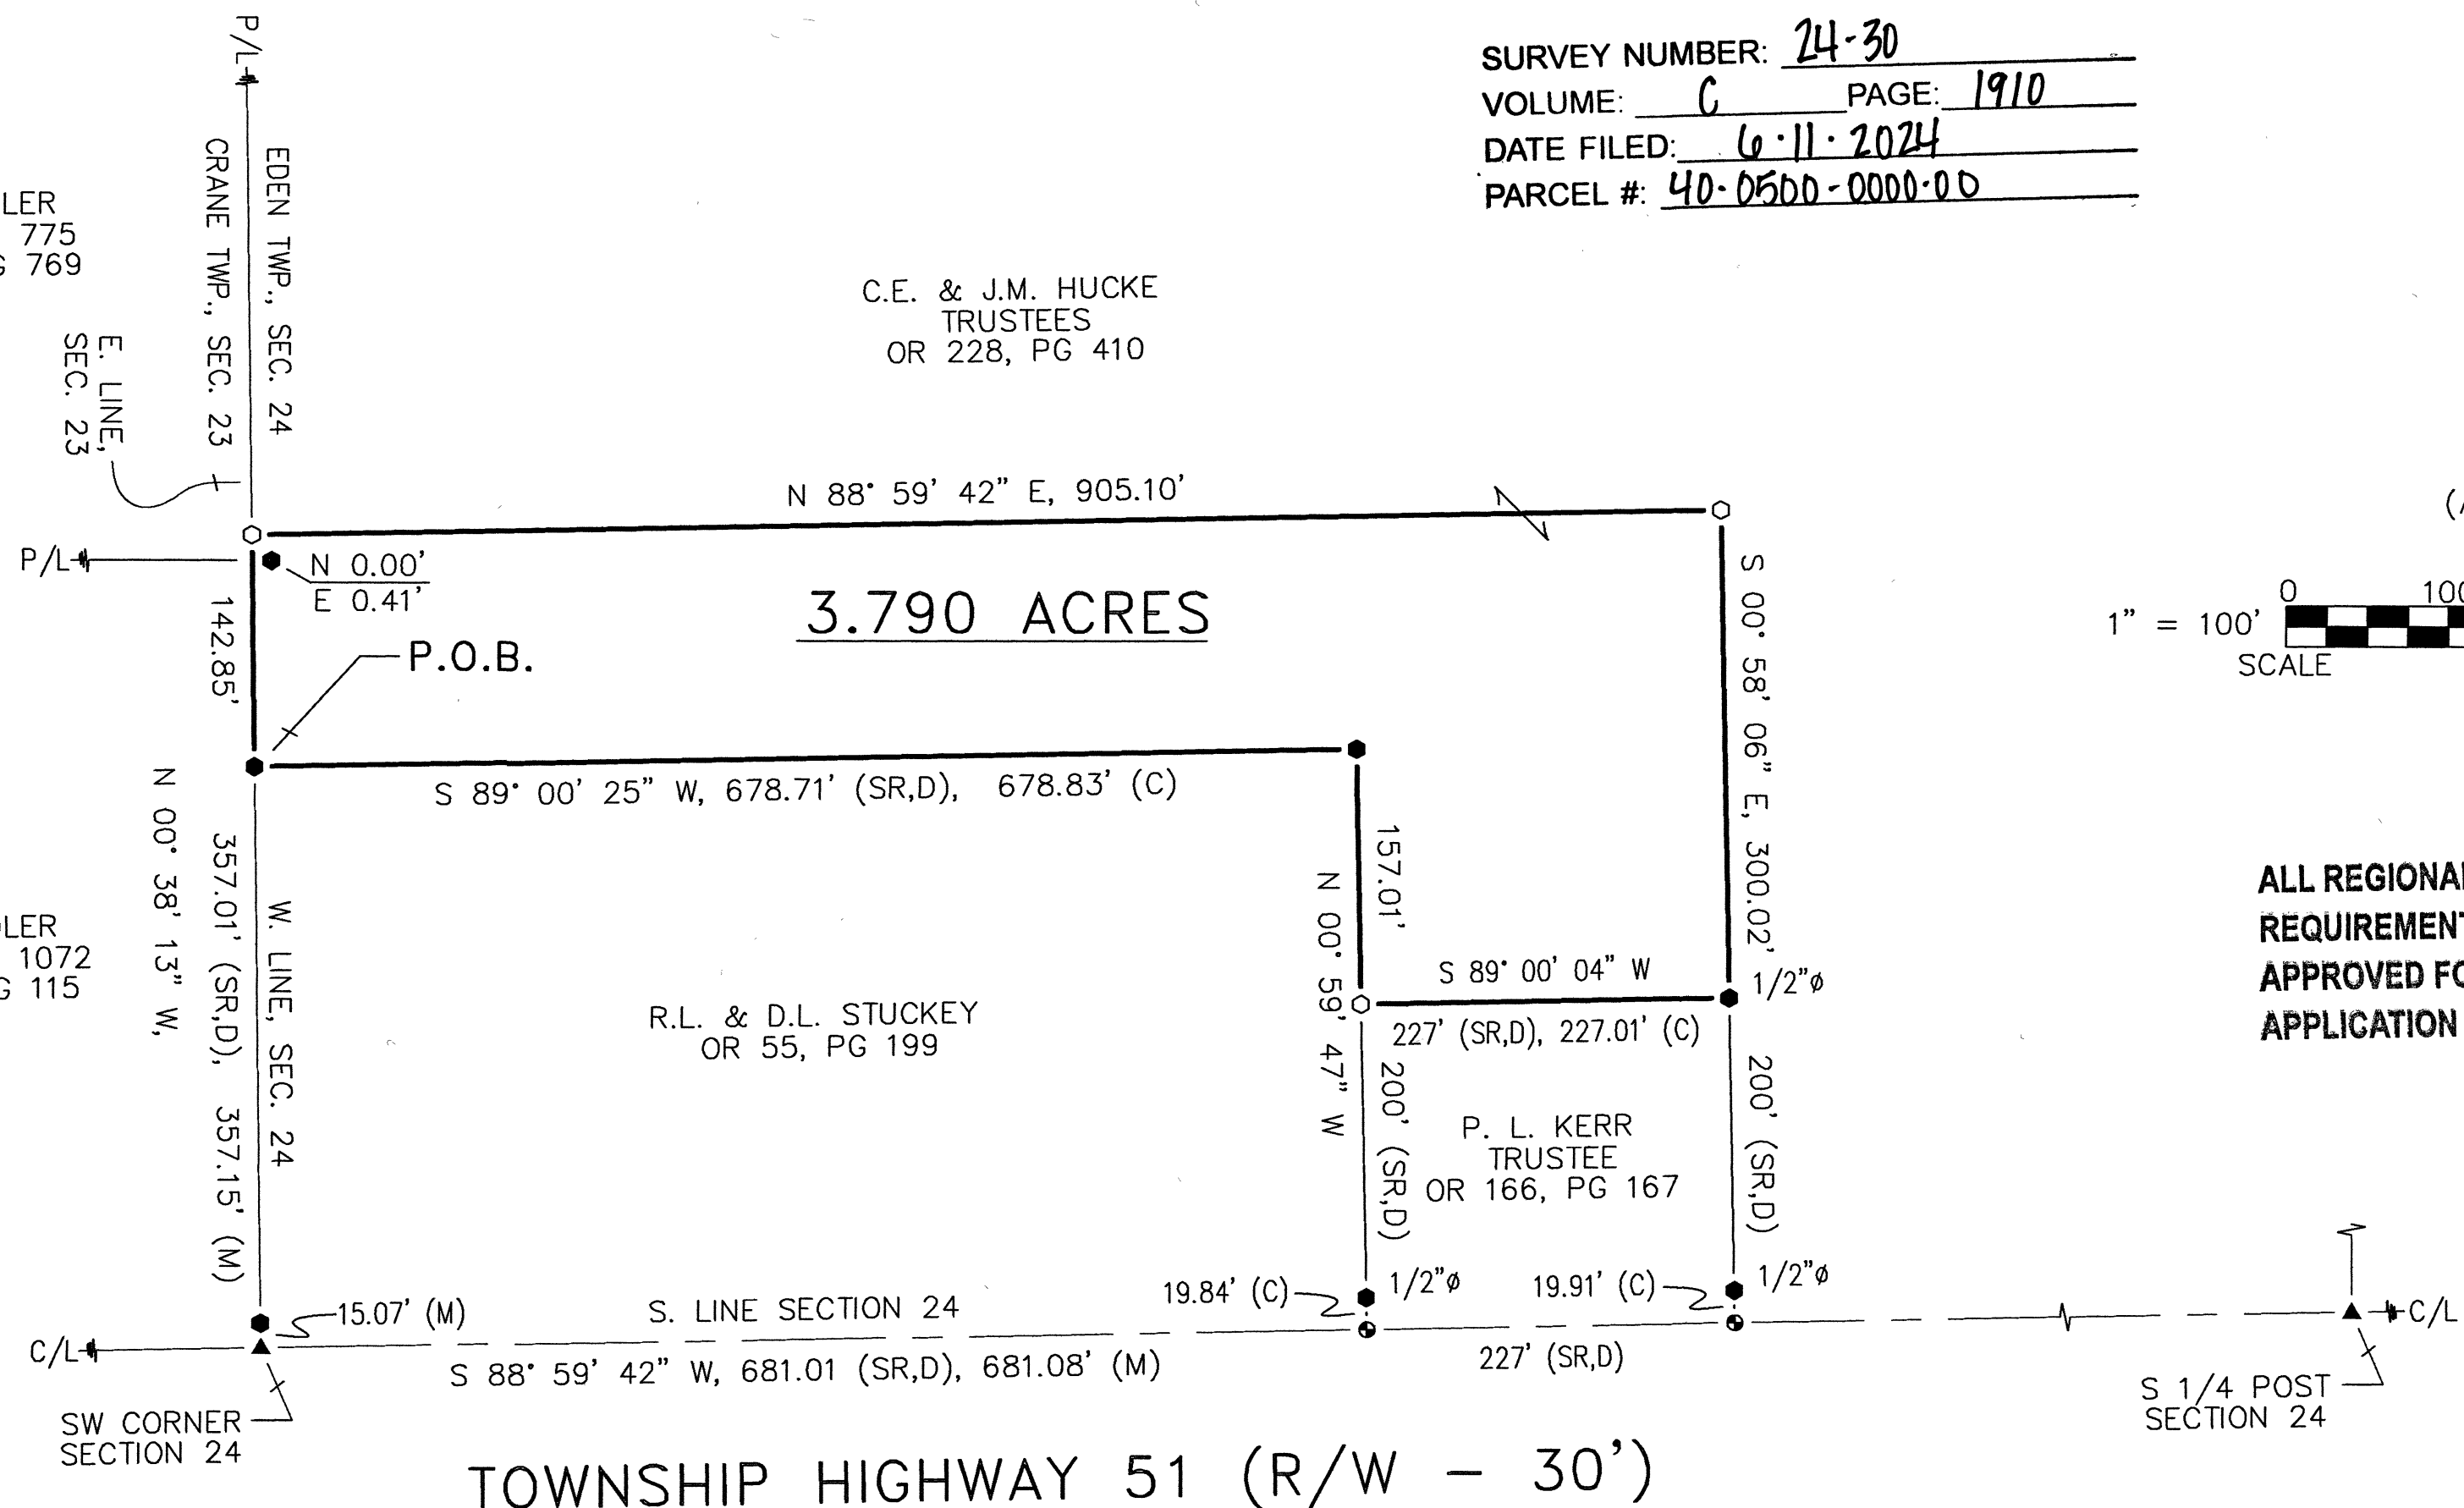 SURVEY NUMBER: 24-30
VOLUME: C PAGE: 1910
DATE FILED: 6·11·2024
PARCEL #: 40-0500-0000-00
P/L
EDEN TWP., SEC. 24
CRANE TWP., SEC. 23
LER
775
769
E. LINE,
SEC. 23
C.E. & J.M. HUCKE
TRUSTEES
OR 228, PG 410
N 88° 59' 42" E, 905.10'
P/L
N 0.00'
E 0.41'
142.85'
3.790 ACRES
P.O.B.
S 00° 58' 06" E, 300.02'
0 100
1" = 100'
SCALE
S 89° 00' 25" W, 678.71' (SR,D), 678.83' (C)
N 00° 38' 13" W,
357.01' (SR,D), 357.15' (M)
W. LINE, SEC. 24
157.01'
N 00° 59' 47" W
S 89° 00' 04" W
1/2"ø
227' (SR,D), 227.01' (C)
ALL REGIONAL
REQUIREMENT
APPROVED FO
APPLICATION
LER
1072
G 115
R.L. & D.L. STUCKEY
OR 55, PG 199
200' (SR,D)
P. L. KERR
TRUSTEE
OR 166, PG 167
200' (SR,D)
15.07' (M)
S. LINE SECTION 24
19.84' (C)
1/2"ø
19.91' (C)
1/2"ø
C/L
C/L
S 88° 59' 42" W, 681.01 (SR,D), 681.08' (M)
227' (SR,D)
SW CORNER
SECTION 24
S 1/4 POST
SECTION 24
TOWNSHIP HIGHWAY 51 (R/W - 30')